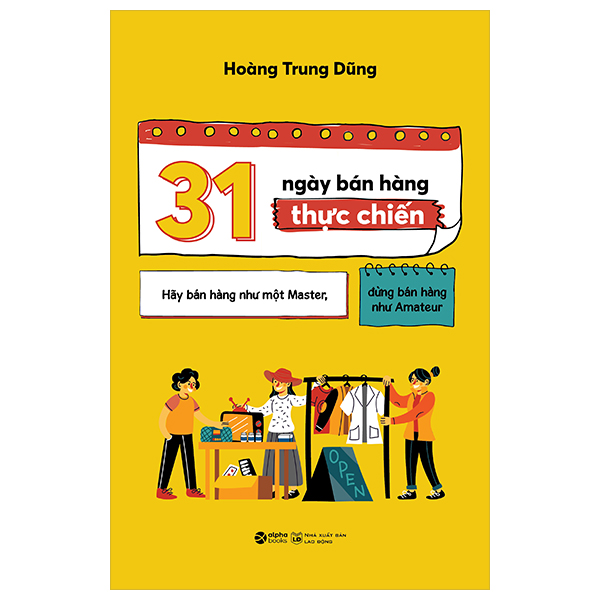 Hoàng Trung Dũng
31
ngày bán hàng
thực chiến
Hãy bán hàng như một Master,
đừng bán hàng
như Amateur
OPEN
alpha
books
LĐ
NHÀ XUẤT BẢN
LAO ĐỘNG